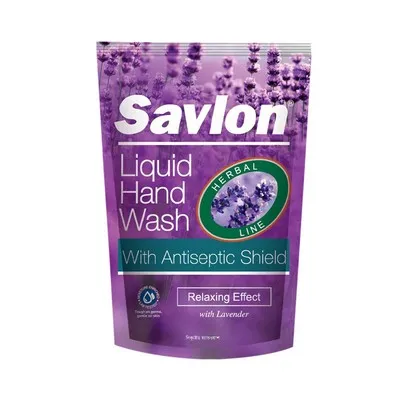 Savlon®
Liquid
Hand
Wash
HERBAL
LINE
With Antiseptic Shield
Relaxing Effect
with Lavender